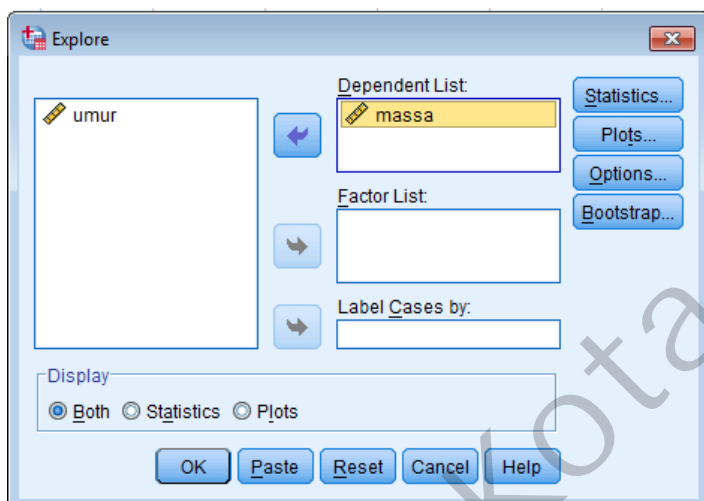 Explore
Dependent List:
umur
massa
Statistics...
Plots...
Options...
Bootstrap...
Factor List:
Label Cases by:
Display
Both Statistics Plots
OK Paste Reset Cancel Help
Kota